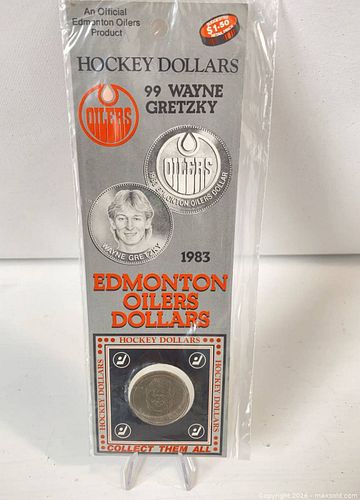 An Official
Edmonton Oilers
Product
$1.50
HOCKEY DOLLARS
99 WAYNE
GRETZKY
OILERS
OILERS
1983 EDMONTON OILERS DOLLAR
WAYNE GRETZKY
1983
EDMONTON
OILERS
DOLLARS
HOCKEY DOLLARS
HOCKEY DOLLARS
HOCKEY DOLLARS
COLLECT THEM ALL
Copyright 2024 - maxsold.com